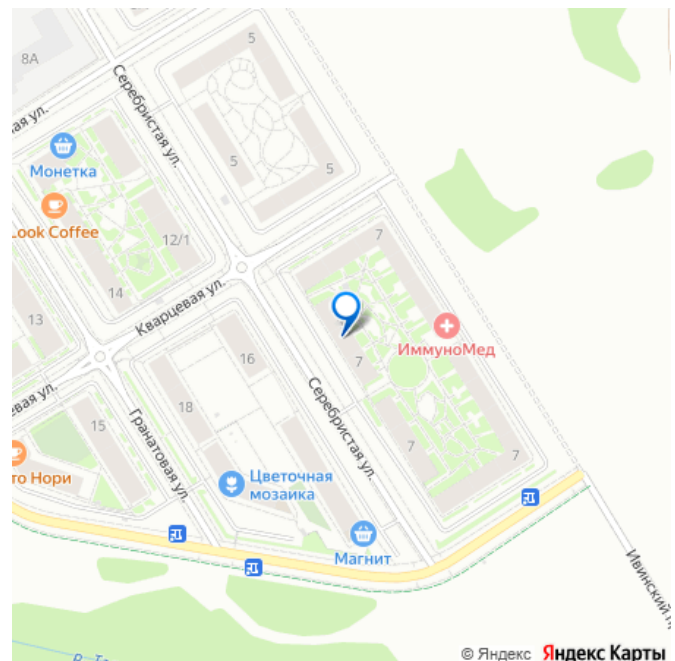 8А
5
5
5
Серебристая ул.
ая ул.
Монетка
Look Coffee
12/1
14
7
Кварцевая ул.
ИммуноМед
13
16
7
Серебристая ул.
18
евая ул.
15
Гранатовая ул.
7
7
то Нори
Цветочная
мозаика
Магнит
Ивинский п
© Яндекс Яндекс Карты